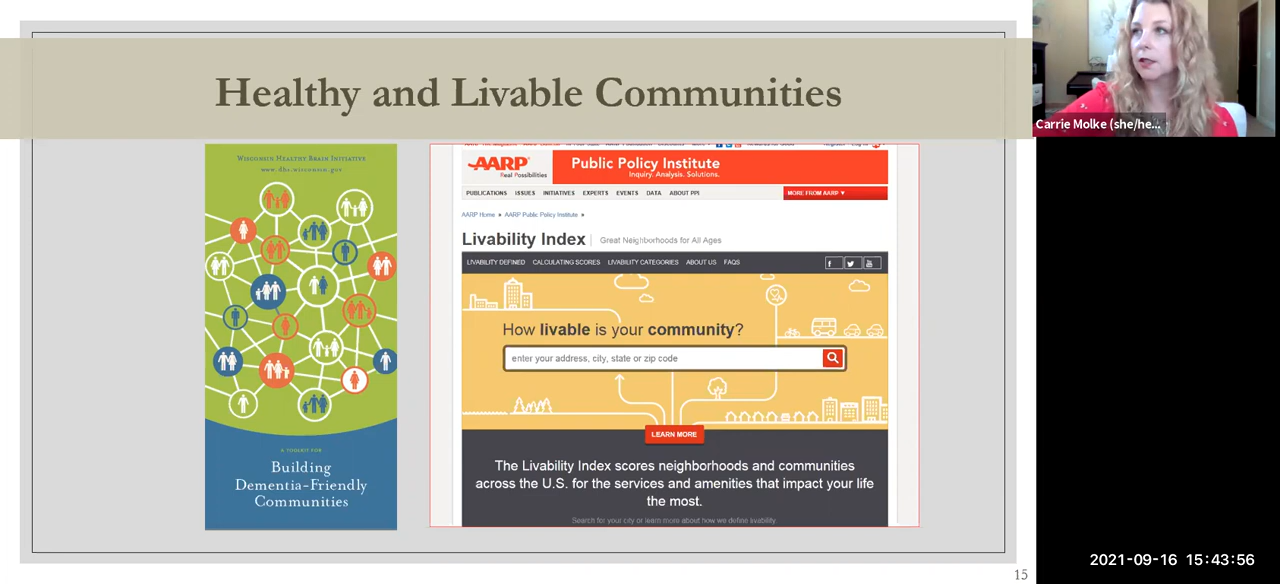 Healthy and Livable Communities
Carrie Molke (she/he...
WISCONSIN HEALTHY BRAIN INITIATIVE
www.dhs.wisconsin.gov
A TOOLKIT FOR
Building
Dementia-Friendly
Communities
AARP
Real Possibilities
Public Policy Institute
Inquiry. Analysis. Solutions.
PUBLICATIONS ISSUES INITIATIVES EXPERTS EVENTS DATA ABOUT PPI
MORE FROM AARP ▼
AARP Home » AARP Public Policy Institute »
Livability Index | Great Neighborhoods for All Ages
LIVABILITY DEFINED CALCULATING SCORES LIVABILITY CATEGORIES ABOUT US FAQS
How livable is your community?
enter your address, city, state or zip code
LEARN MORE
The Livability Index scores neighborhoods and communities
across the U.S. for the services and amenities that impact your life
the most.
Search for your city or learn more about how we define livability
2021-09-16 15:43:56
15